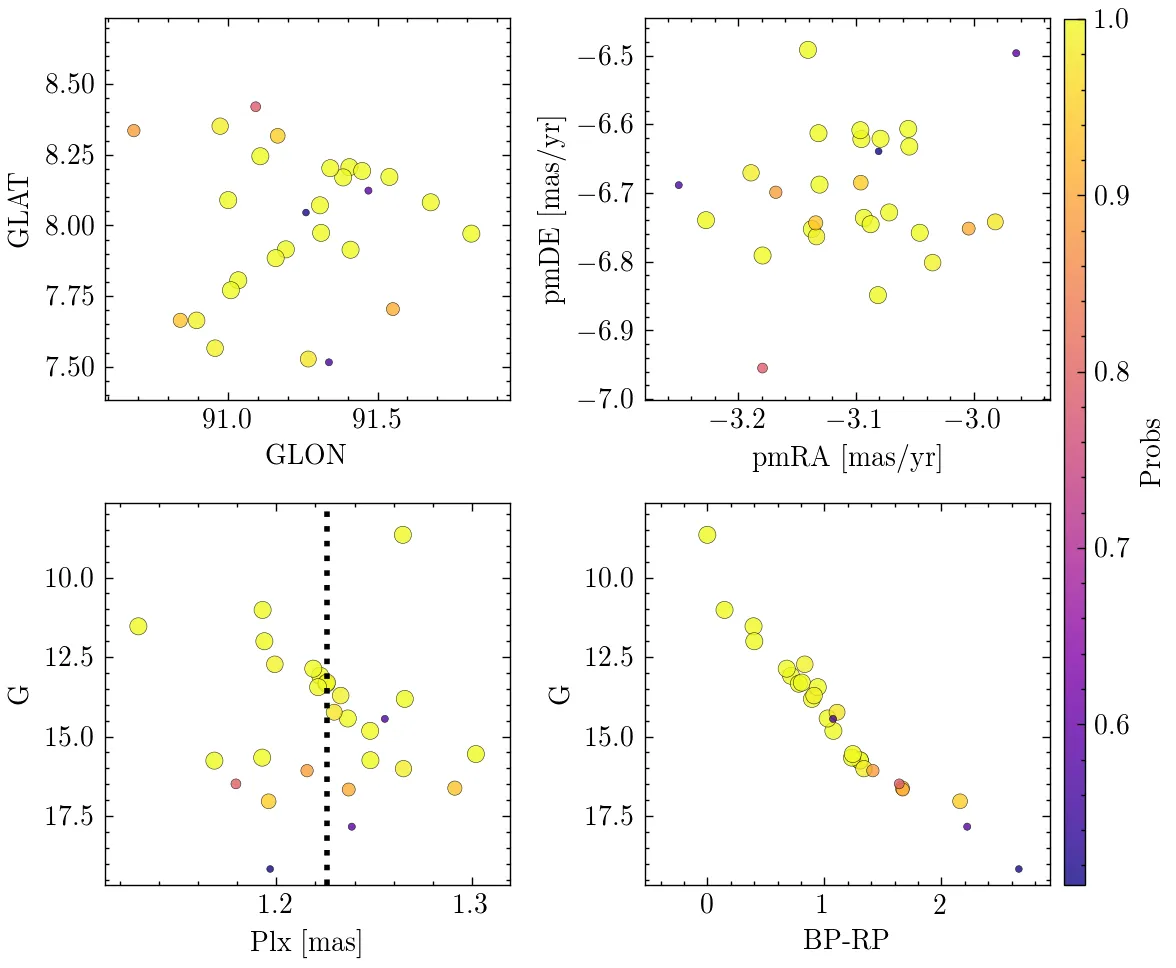 8.50
8.25
8.00
7.75
7.50
GLAT
91.0 91.5
GLON
−6.5
−6.6
−6.7
−6.8
−6.9
−7.0
pmDE [mas/yr]
−3.2 −3.1 −3.0
pmRA [mas/yr]
10.0
12.5
15.0
17.5
G
1.2 1.3
Plx [mas]
10.0
12.5
15.0
17.5
G
0 1 2
BP-RP
1.0
0.9
0.8
0.7
0.6
Probs